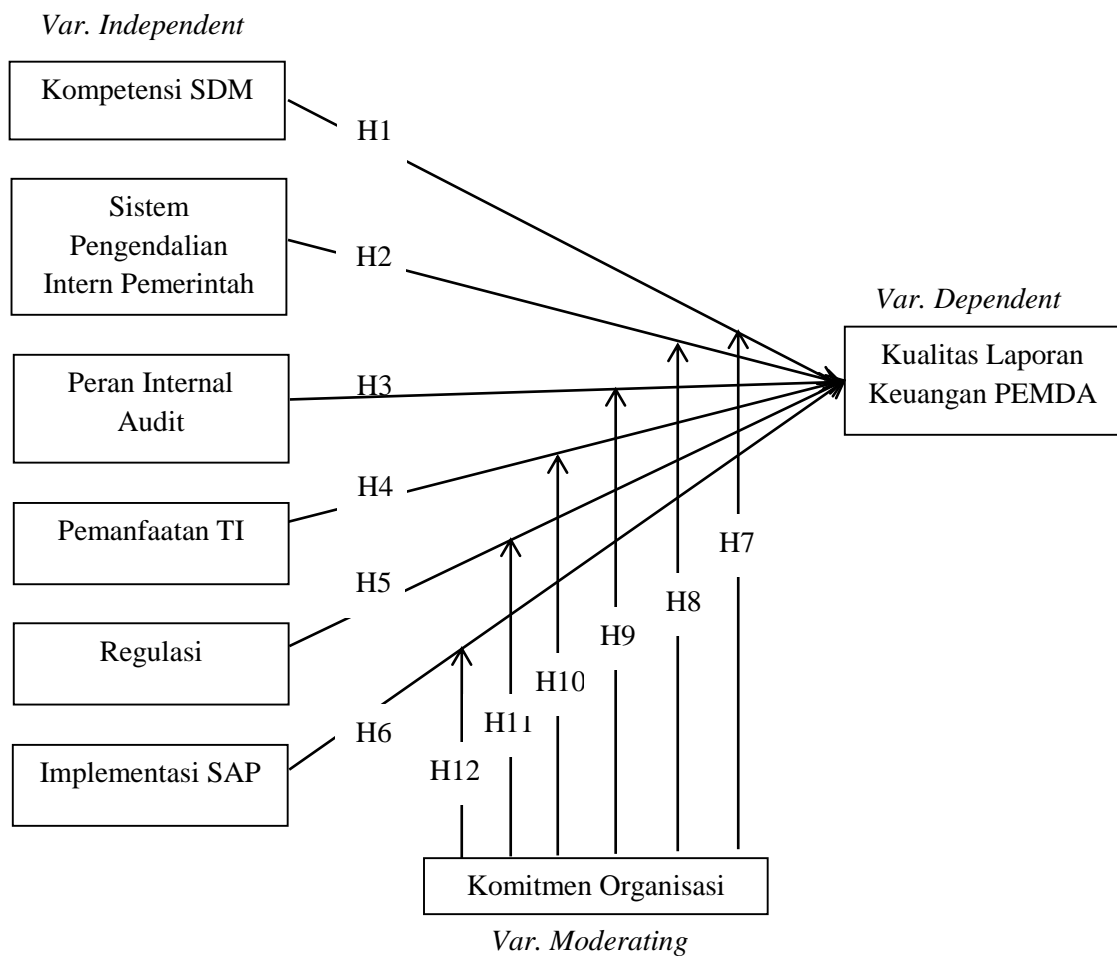 Var. Independent
Kompetensi SDM
H1
Sistem
Pengendalian
Intern Pemerintah
H2
Var. Dependent
Kualitas Laporan
Keuangan PEMDA
Peran Internal
Audit
H3
H4
Pemanfaatan TI
H7
H5
H8
H9
Regulasi
H10
H11
H6
H12
Implementasi SAP
Komitmen Organisasi
Var. Moderating